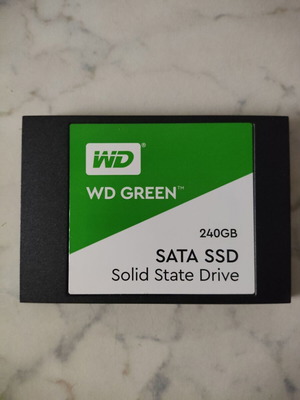 WD®
WD GREEN™
240GB
SATA SSD
Solid State Drive